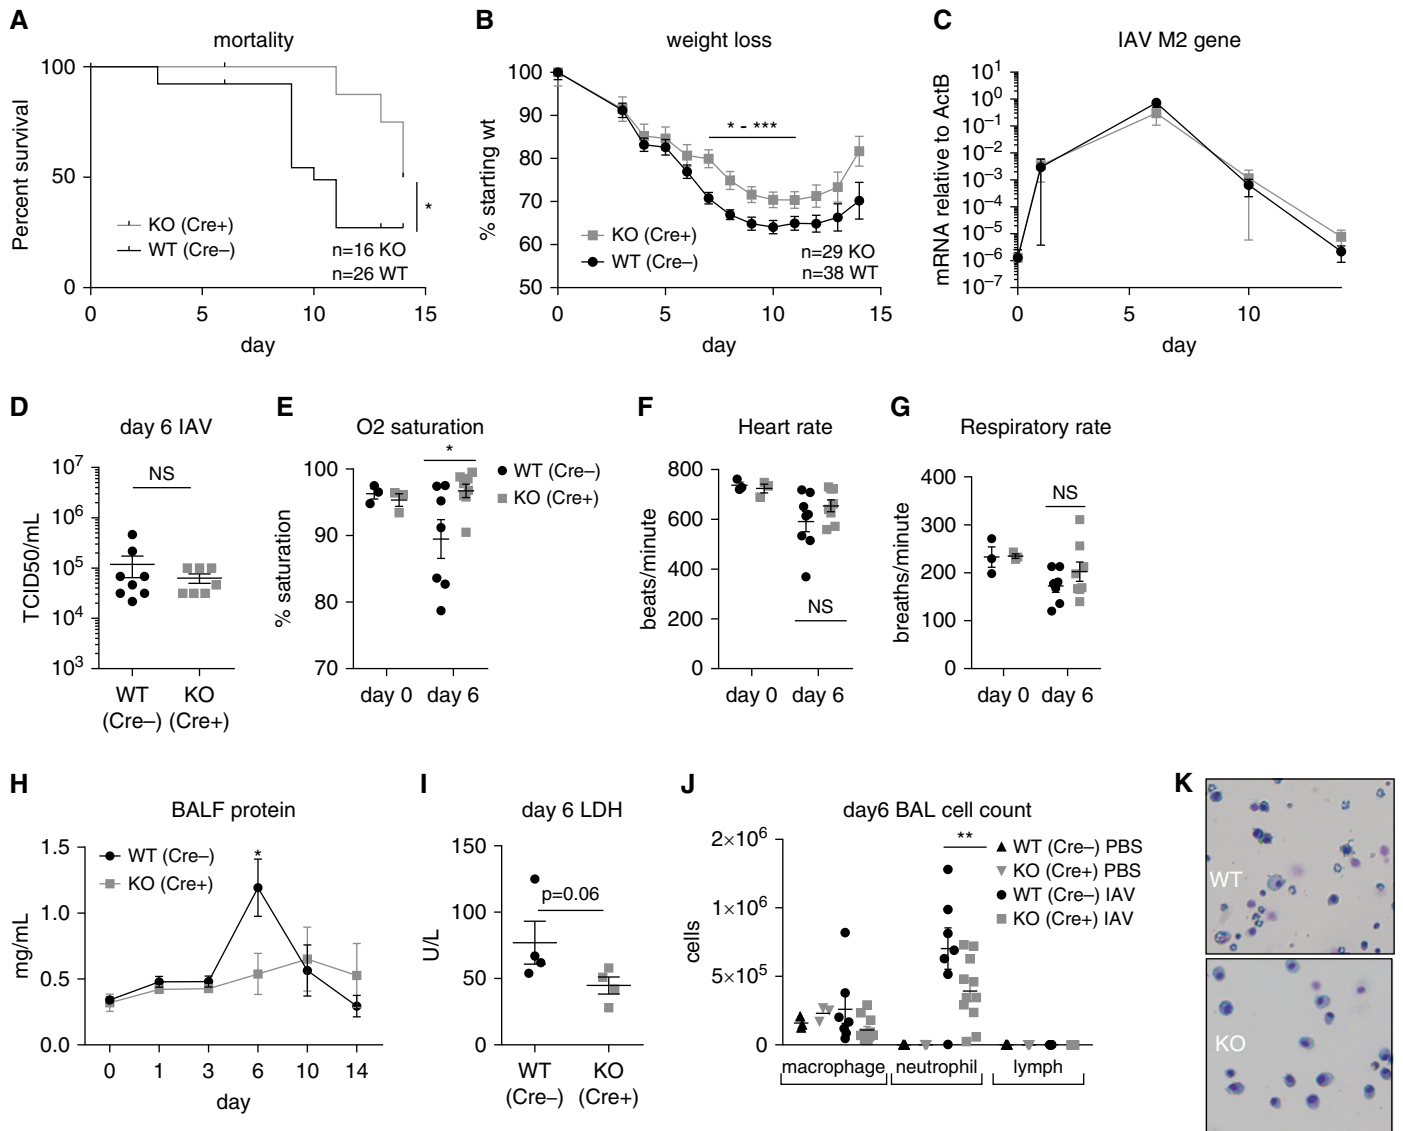 A
mortality
100
50
0
Percent survival
KO (Cre+)
WT (Cre–)
n=16 KO
n=26 WT
*
0 5 10 15
day
B
weight loss
100
90
80
70
60
50
% starting wt
* - ***
KO (Cre+)
WT (Cre–)
n=29 KO
n=38 WT
0 5 10 15
day
C
IAV M2 gene
10¹
10⁰
10⁻¹
10⁻²
10⁻³
10⁻⁴
10⁻⁵
10⁻⁶
10⁻⁷
mRNA relative to ActB
0 5 10
day
D
day 6 IAV
NS
10⁷
10⁶
10⁵
10⁴
10³
TCID50/mL
WT KO
(Cre–) (Cre+)
E
O2 saturation
*
100
90
80
70
% saturation
WT (Cre–)
KO (Cre+)
day 0 day 6
F
Heart rate
800
600
400
200
0
beats/minute
NS
day 0 day 6
G
Respiratory rate
400
300
200
100
0
breaths/minute
NS
day 0 day 6
H
BALF protein
1.5
1.0
0.5
0.0
mg/mL
WT (Cre–)
KO (Cre+)
*
0 1 3 6 10 14
day
I
day 6 LDH
150
100
50
0
U/L
p=0.06
WT KO
(Cre–) (Cre+)
J
day6 BAL cell count
2×10⁶
1×10⁶
5×10⁵
0
cells
**
WT (Cre–) PBS
KO (Cre+) PBS
WT (Cre–) IAV
KO (Cre+) IAV
macrophage neutrophil lymph
K
WT
KO